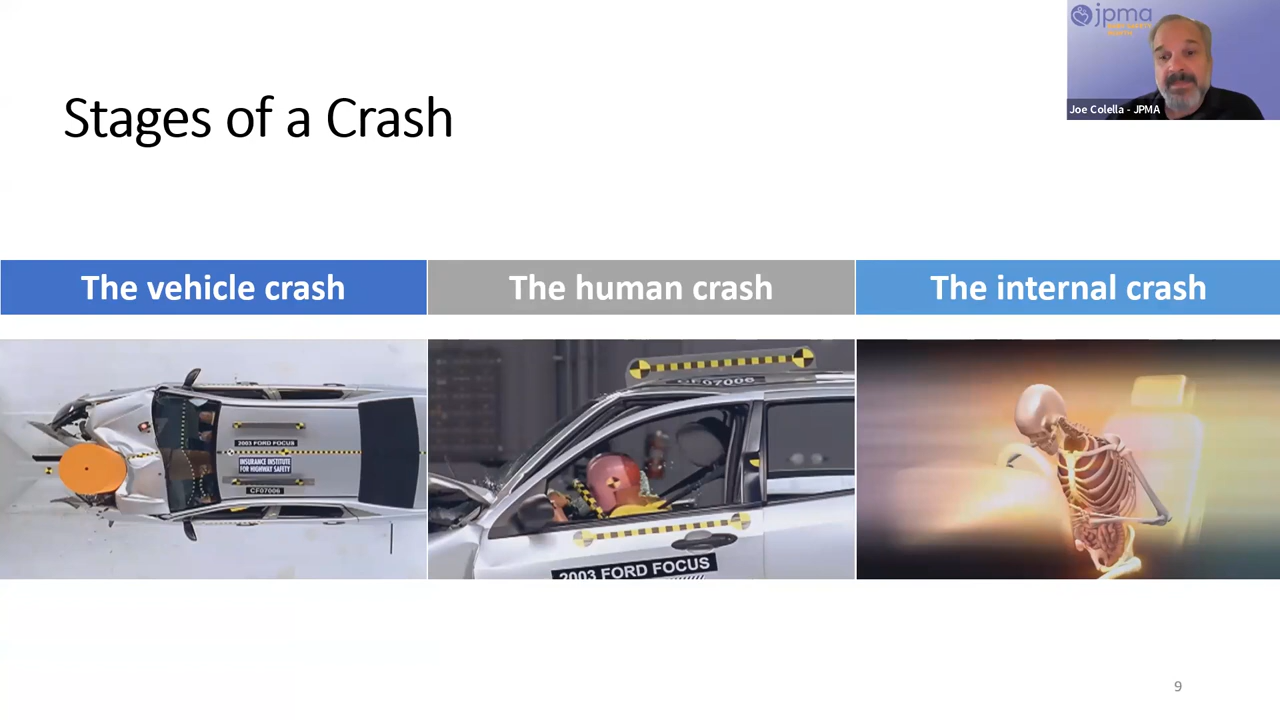 jpma
Joe Colella - JPMA
Stages of a Crash
The vehicle crash
The human crash
The internal crash
2003 FORD FOCUS
INSURANCE INSTITUTE
FOR HIGHWAY SAFETY
CF07006
CF07006
2003 FORD FOCUS
9